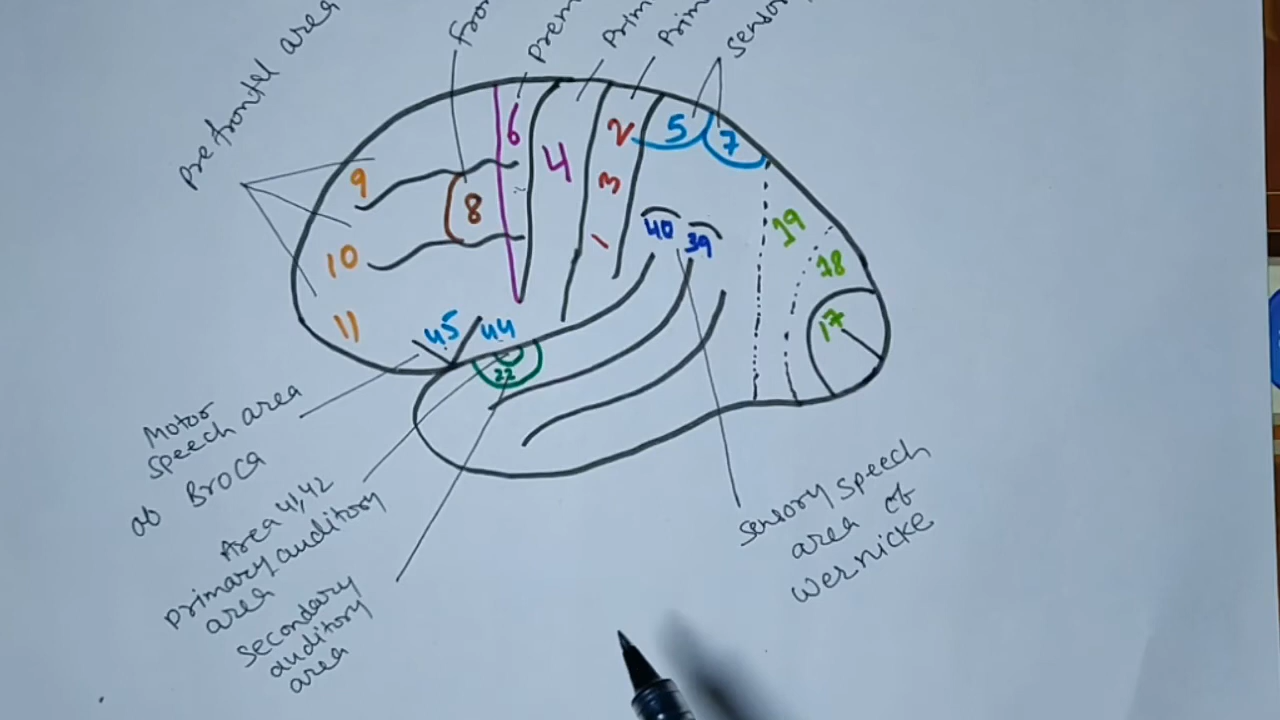 Prefrontal area
6
2
5
7
4
9
3
8
40
39
19
1
10
18
11
45
44
17
22
Motor
speech area
of Broca
Area 41,42
primary auditory
area
Secondary
auditory
area
Sensory speech
area of
Wernicke